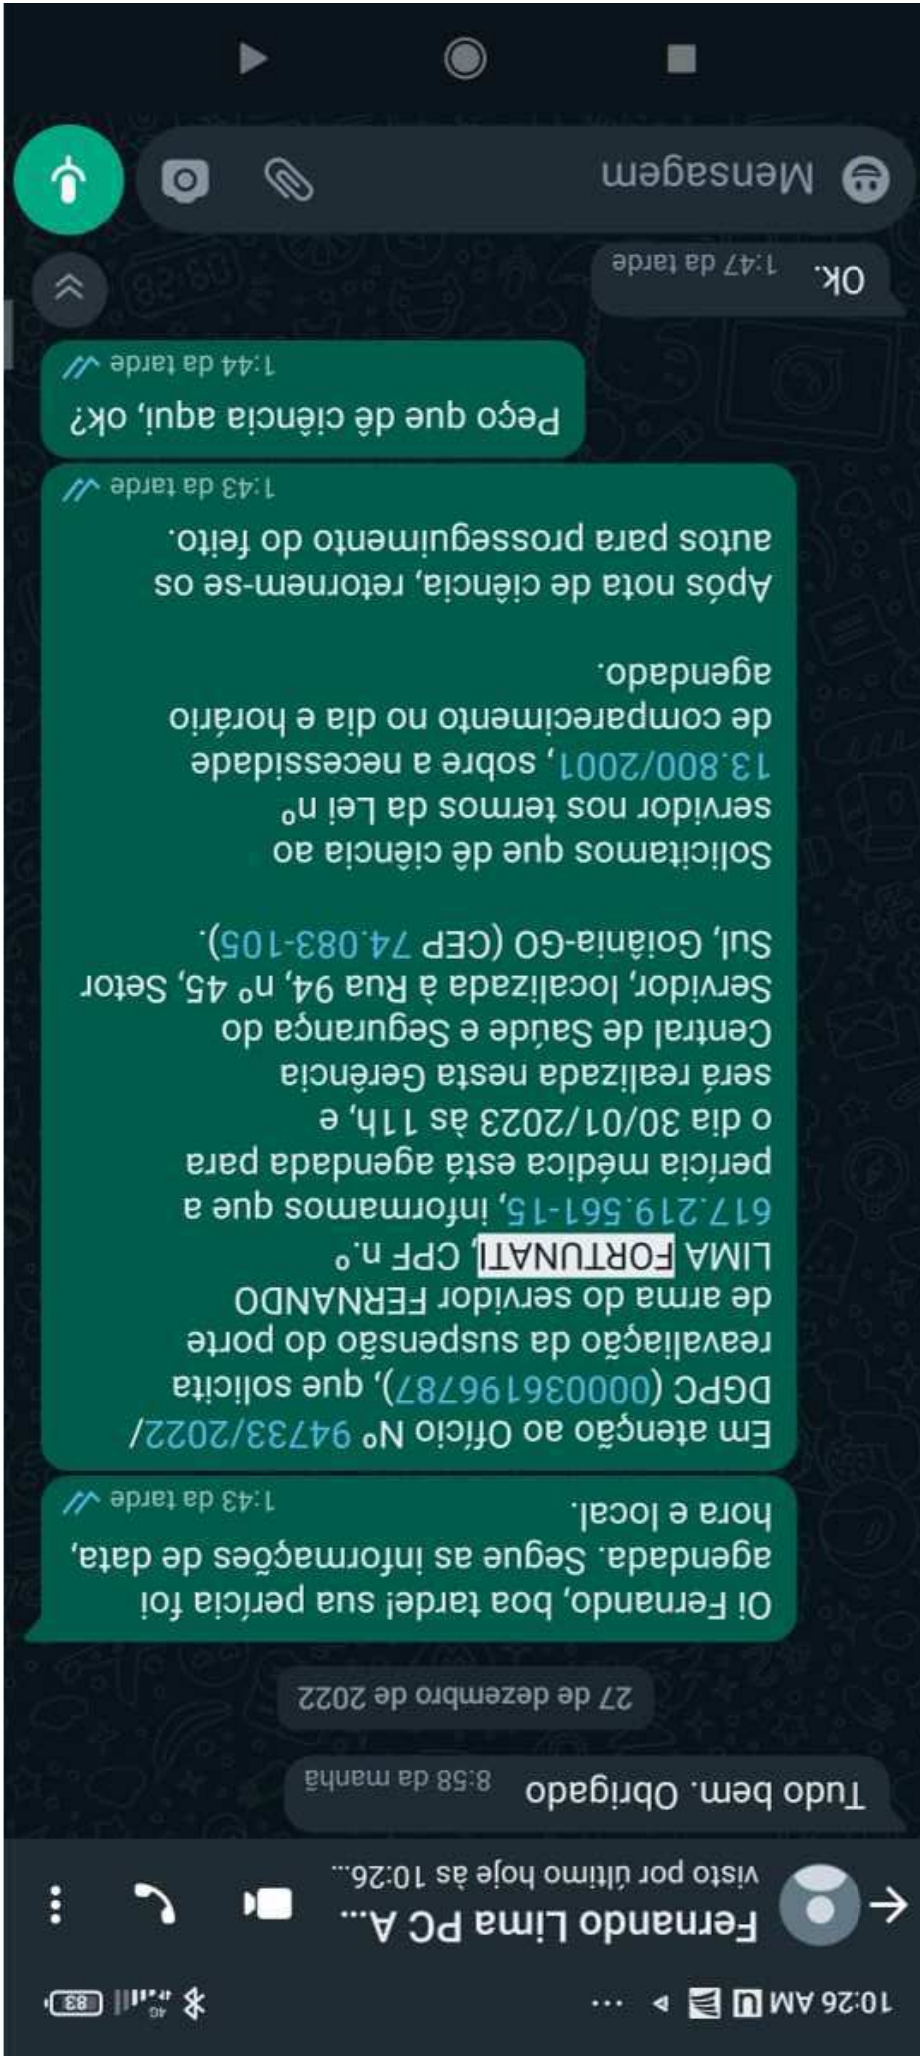 10:26 AM
4G
83
Fernando Lima PC A...
visto por último hoje às 10:26...
Tudo bem. Obrigado
8:58 da manhã
27 de dezembro de 2022
Oi Fernando, boa tarde! sua perícia foi
agendada. Segue as informações de data,
hora e local.
1:43 da tarde
Em atenção ao Ofício Nº 94733/2022/
DGPC (000036196787), que solicita
reavaliação da suspensão do porte
de arma do servidor FERNANDO
LIMA FORTUNATI, CPF n.º
617.219.561-15, informamos que a
perícia médica está agendada para
o dia 30/01/2023 às 11h, e
será realizada nesta Gerência
Central de Saúde e Segurança do
Servidor, localizada à Rua 94, nº 45, Setor
Sul, Goiânia-GO (CEP 74.083-105).
Solicitamos que dê ciência ao
servidor nos termos da Lei nº
13.800/2001, sobre a necessidade
de comparecimento no dia e horário
agendado.
Após nota de ciência, retornem-se os
autos para prosseguimento do feito.
1:43 da tarde
Peço que dê ciência aqui, ok?
1:44 da tarde
Ok.
1:47 da tarde
Mensagem